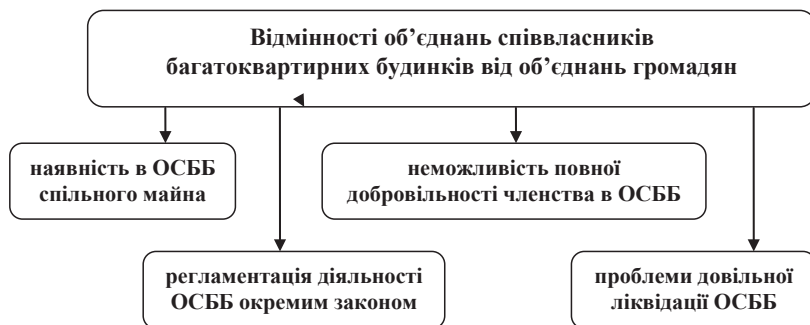 Відмінності об’єднань співвласників
багатоквартирних будинків від об’єднань громадян
наявність в ОСББ
спільного майна
неможливість повної
добровільності членства в ОСББ
регламентація діяльності
ОСББ окремим законом
проблеми довільної
ліквідації ОСББ